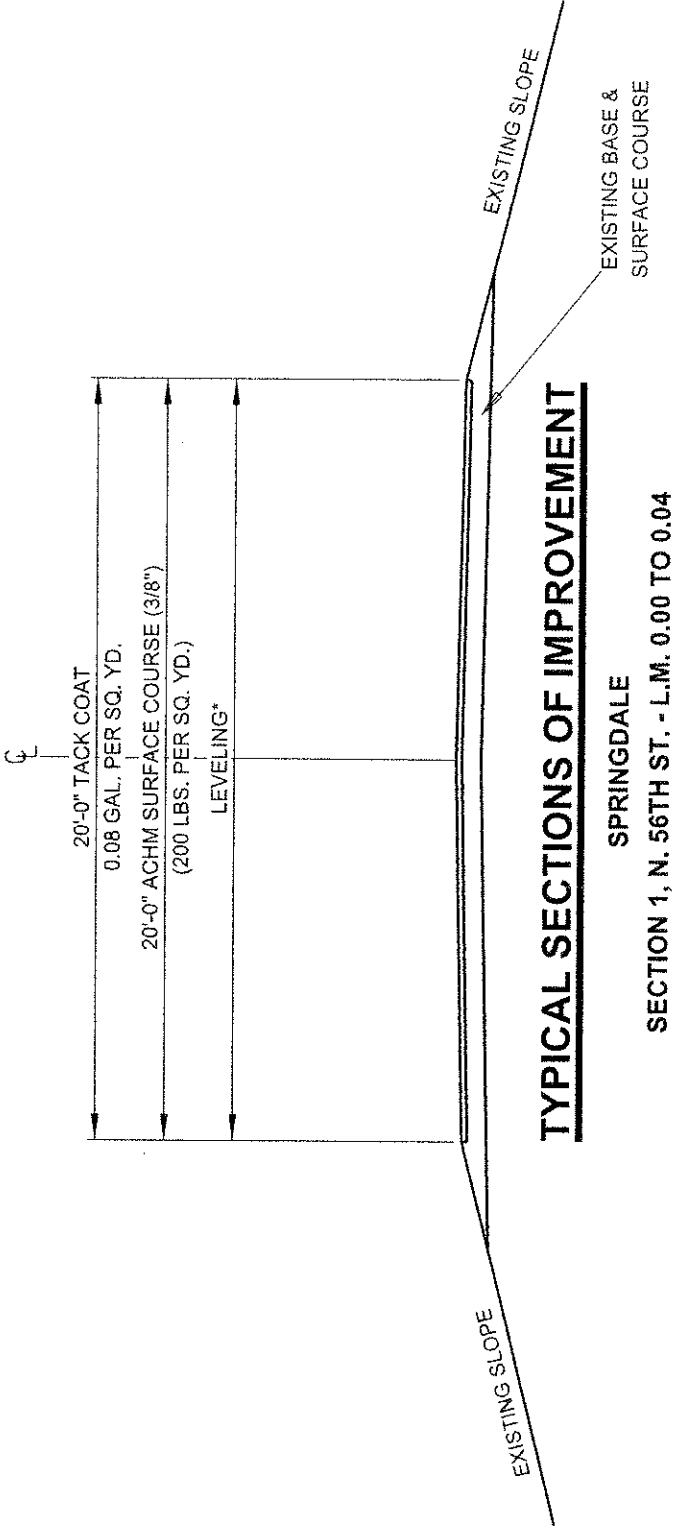 ℄
20'-0" TACK COAT
0.08 GAL. PER SQ. YD.
20'-0" ACHM SURFACE COURSE (3/8")
(200 LBS. PER SQ. YD.)
LEVELING*
EXISTING SLOPE
EXISTING SLOPE
EXISTING BASE &
SURFACE COURSE
TYPICAL SECTIONS OF IMPROVEMENT
SPRINGDALE
SECTION 1, N. 56TH ST. - L.M. 0.00 TO 0.04